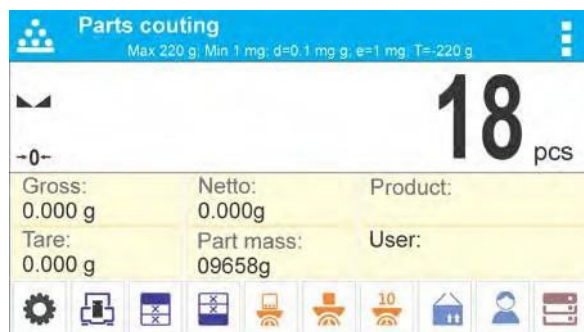 Parts couting
Max 220 g; Min 1 mg; d=0.1 mg g; e=1 mg; T=-220 g
18 pcs
→0←
Gross: Netto: Product:
0.000 g 0.000g
Tare: Part mass: User:
0.000 g 09658g
10